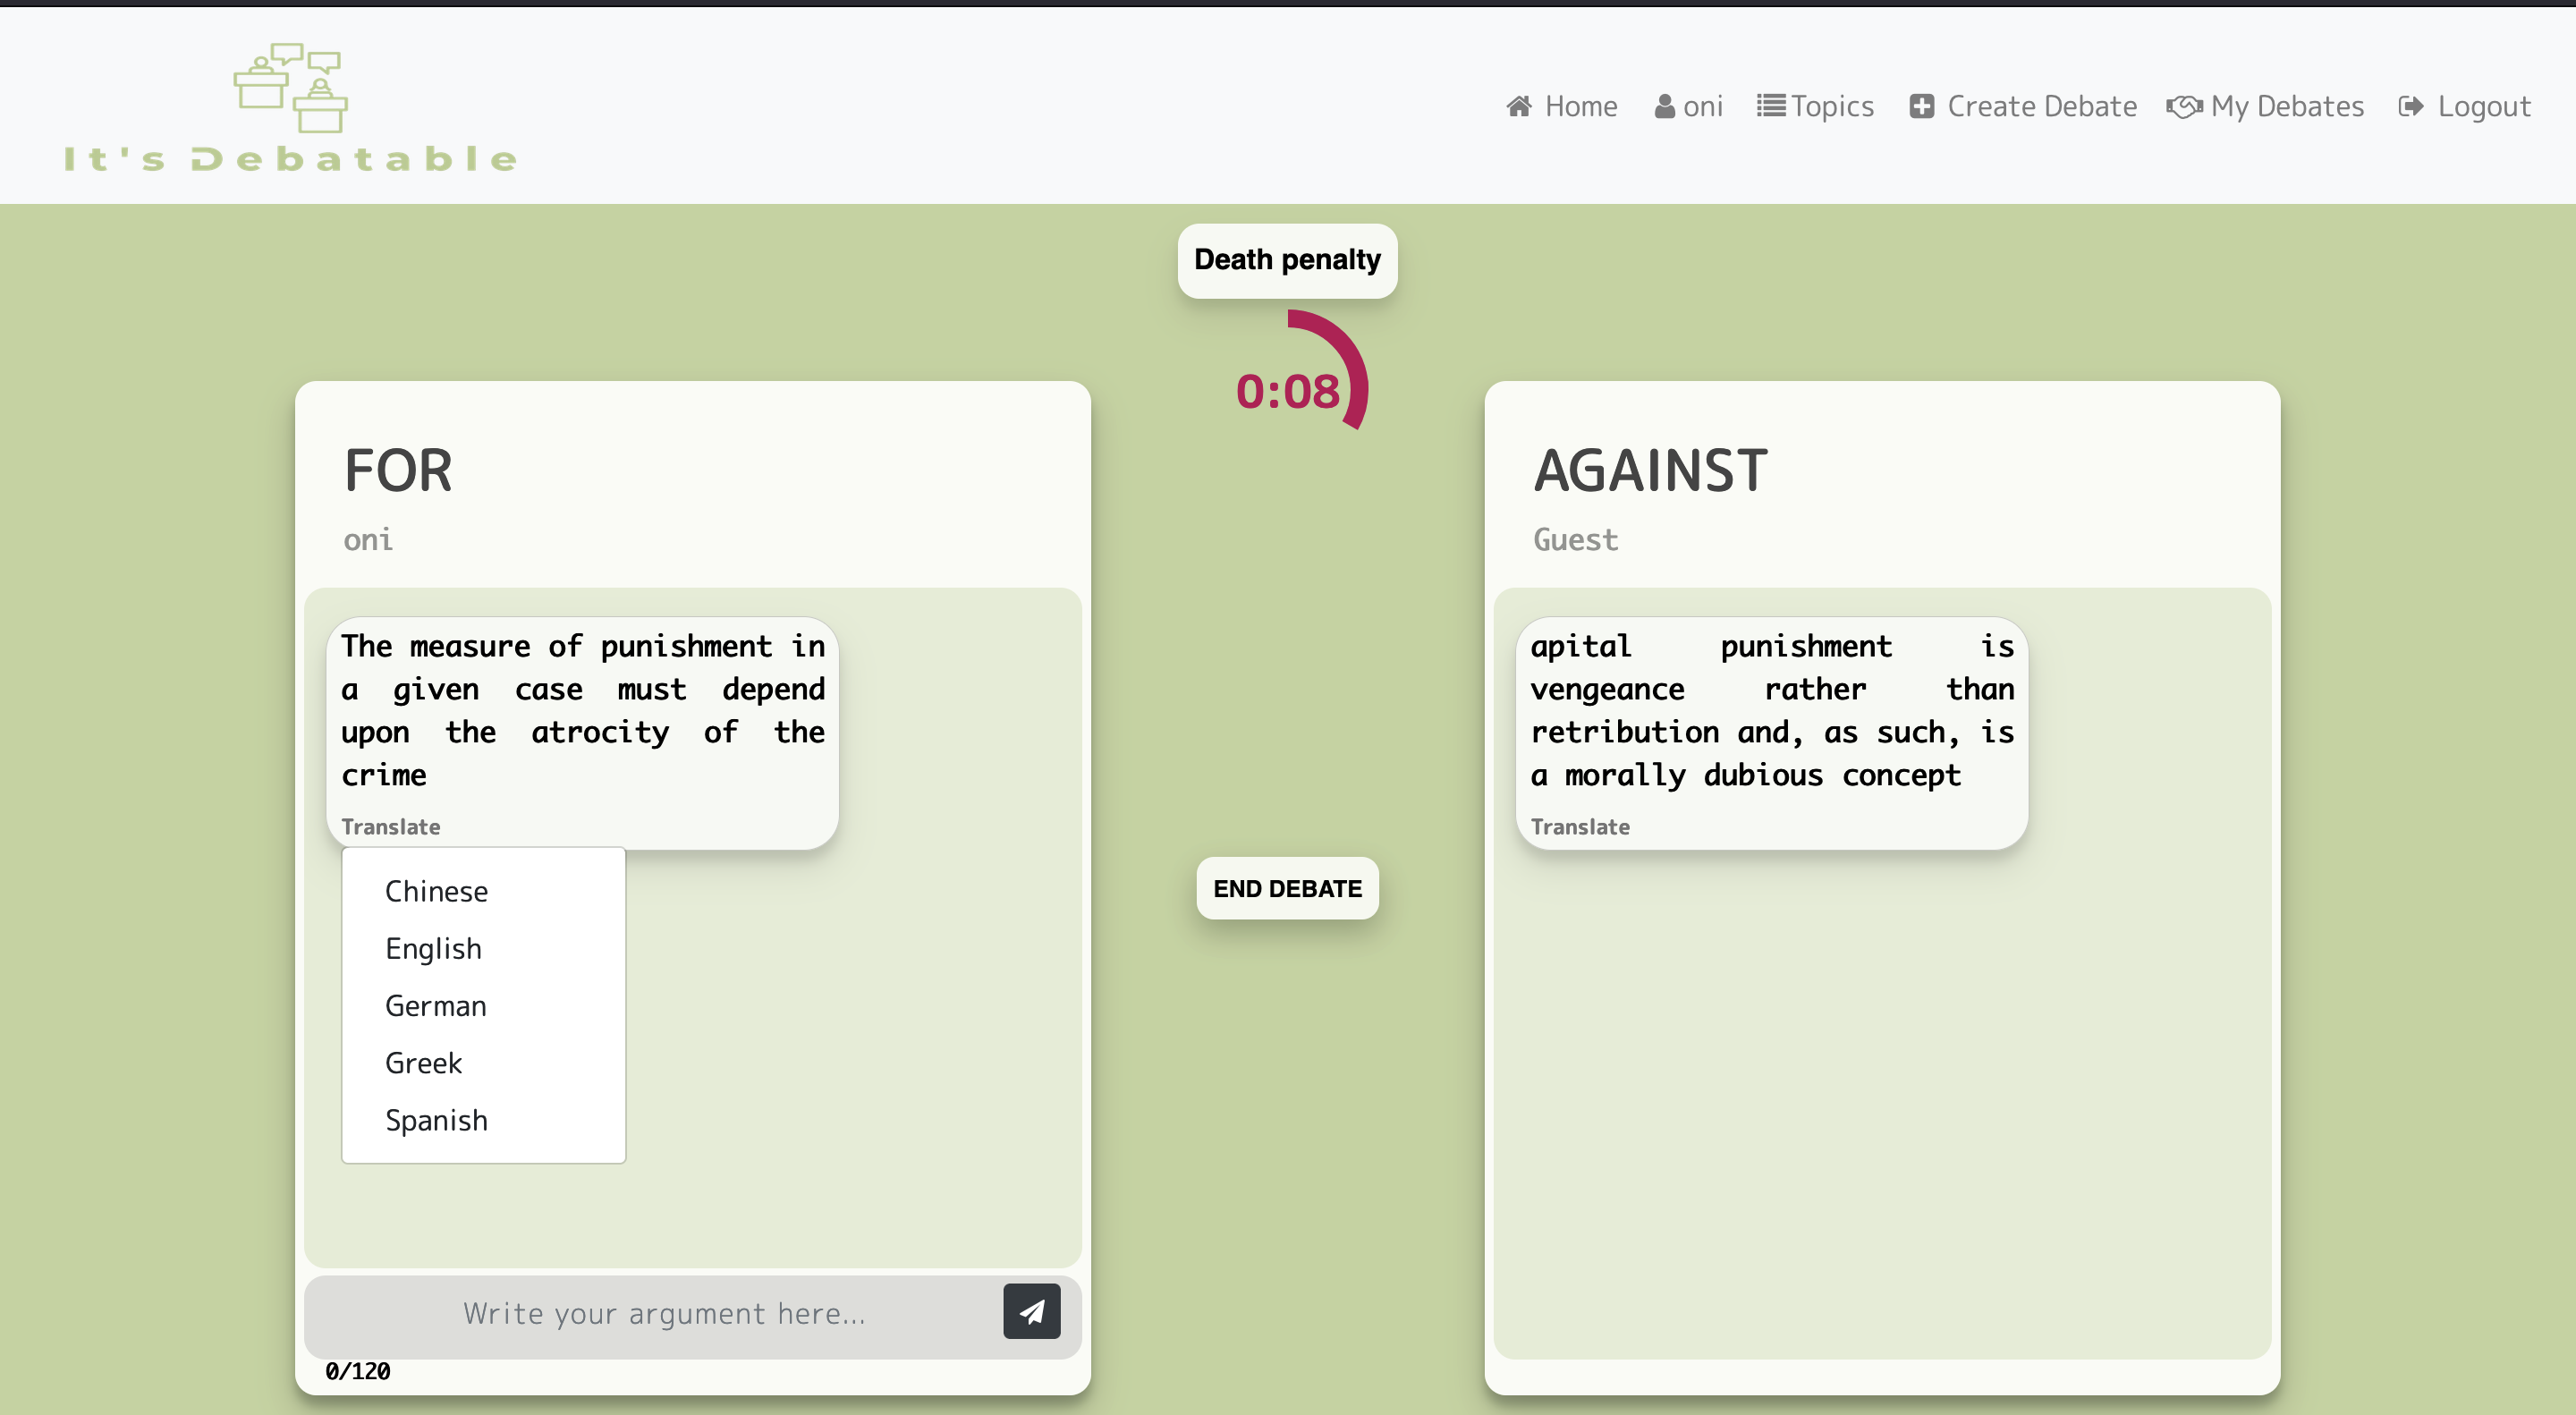 It's Debatable
Home oni Topics Create Debate My Debates Logout
Death penalty
0:08
FOR
oni
The measure of punishment in
a given case must depend
upon the atrocity of the
crime
Translate
Chinese
English
German
Greek
Spanish
Write your argument here...
0/120
END DEBATE
AGAINST
Guest
apital punishment is
vengeance rather than
retribution and, as such, is
a morally dubious concept
Translate